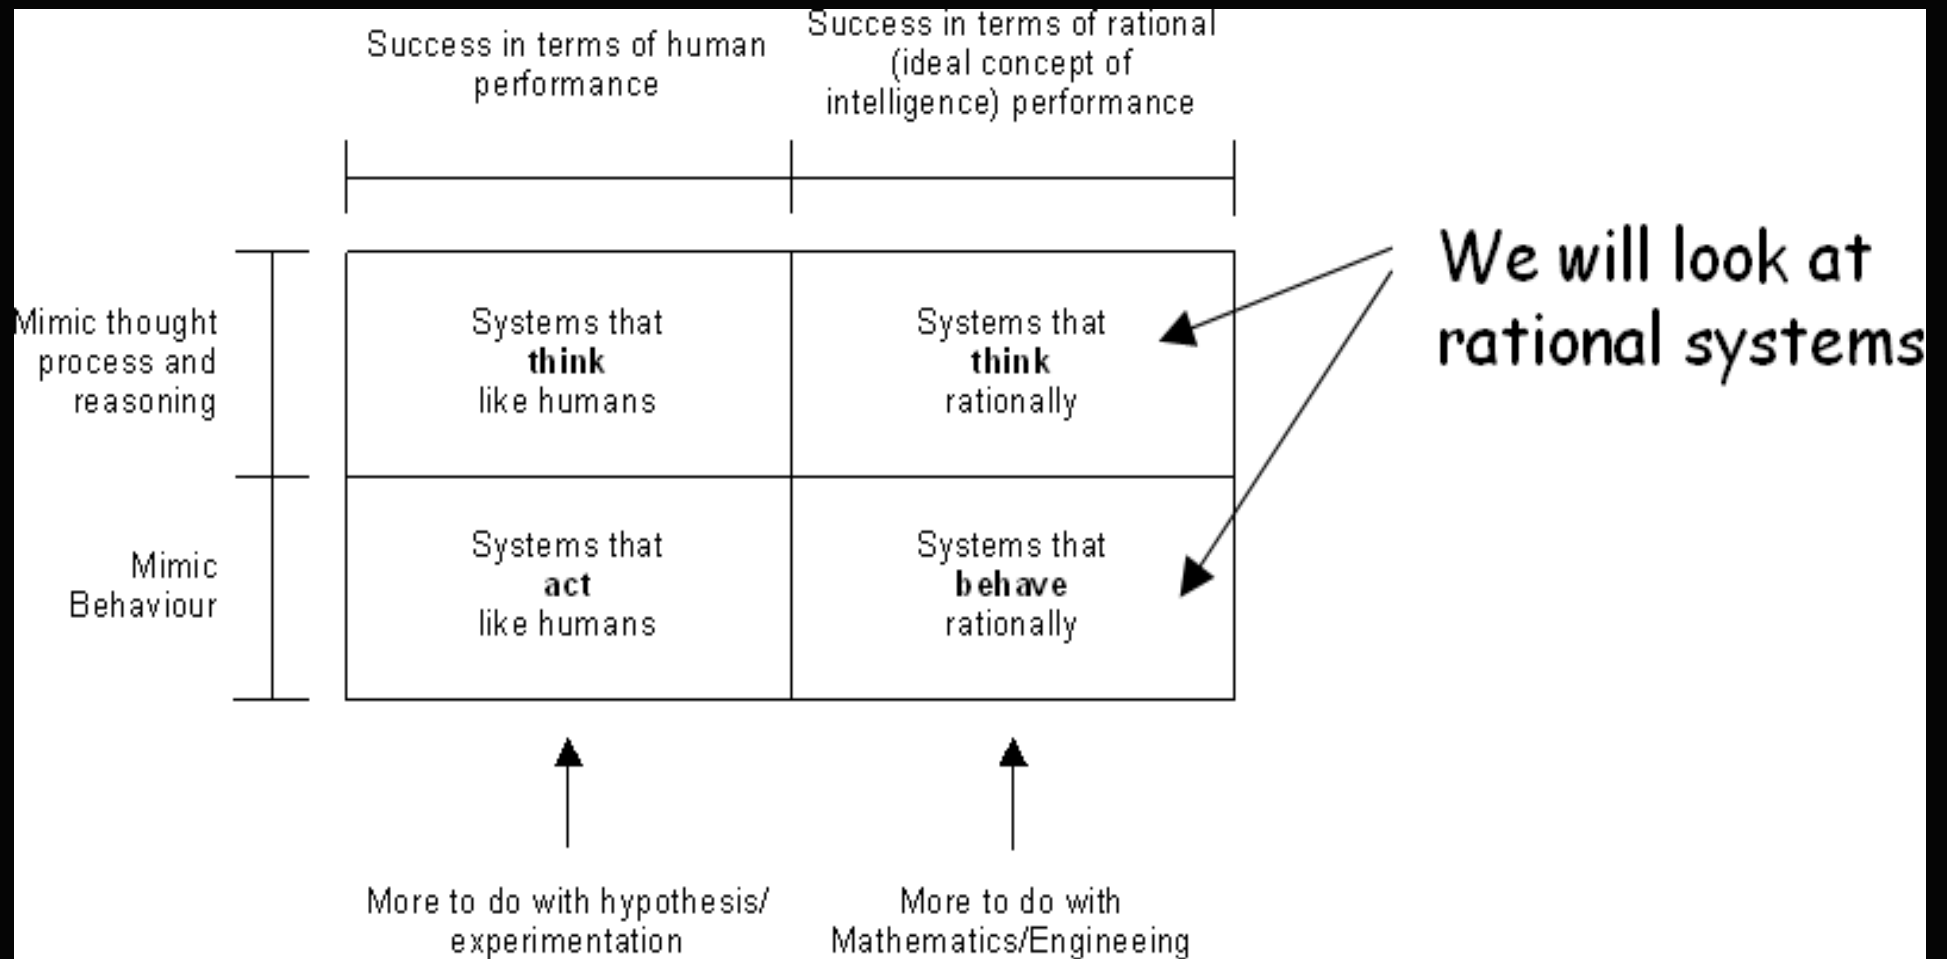 Success in terms of human
performance
Success in terms of rational
(ideal concept of
intelligence) performance
We will look at
rational systems
Mimic thought
process and
reasoning
Systems that
think
like humans
Systems that
think
rationally
Mimic
Behaviour
Systems that
act
like humans
Systems that
behave
rationally
More to do with hypothesis/
experimentation
More to do with
Mathematics/Engineeing